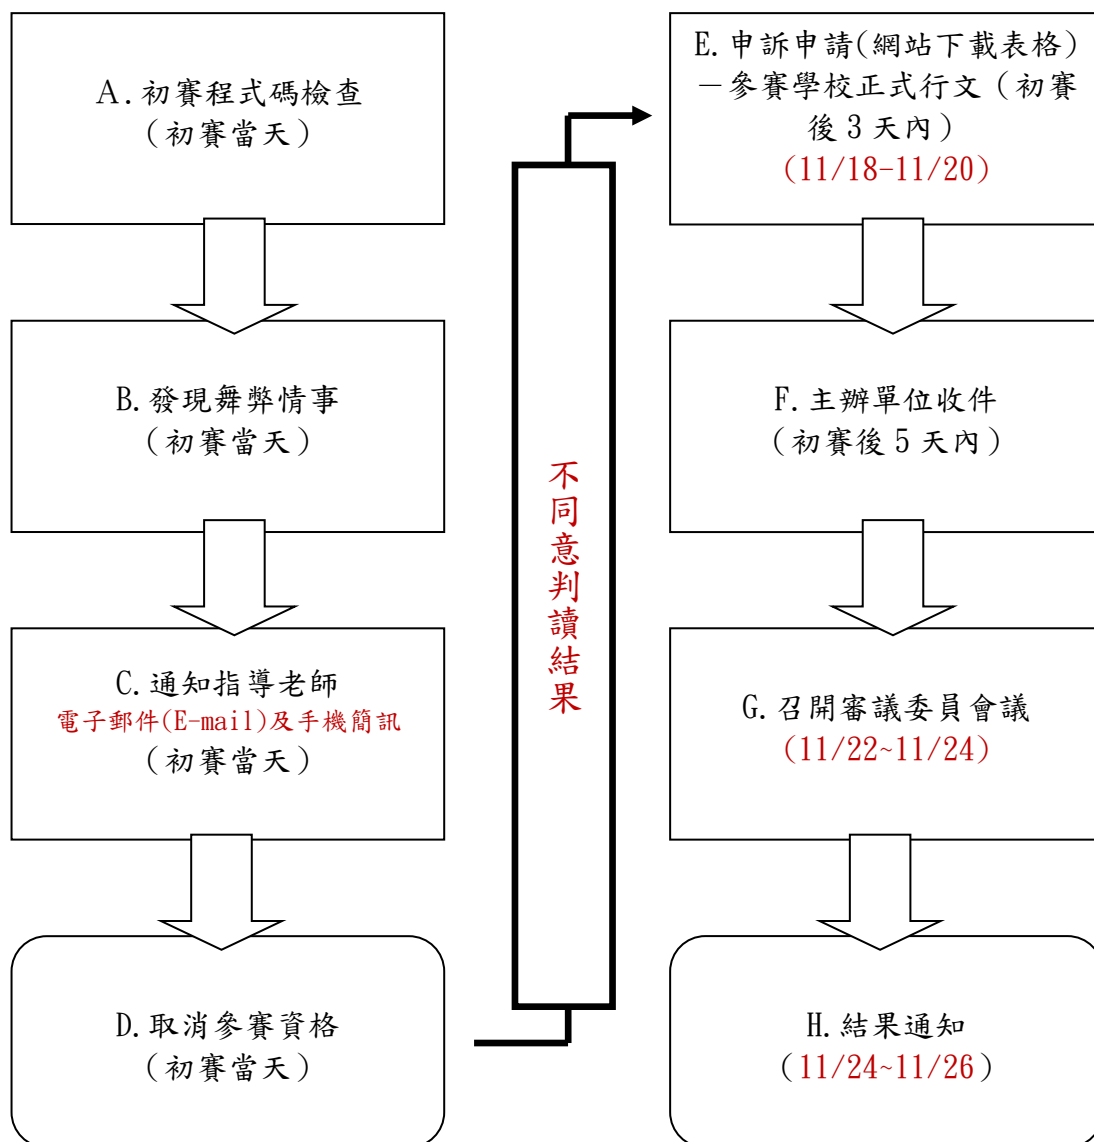 A.初賽程式碼檢查
（初賽當天）
B.發現舞弊情事
（初賽當天）
C.通知指導老師
電子郵件(E-mail)及手機簡訊
（初賽當天）
D.取消參賽資格
（初賽當天）
不同意判讀結果
E.申訴申請(網站下載表格)
－參賽學校正式行文（初賽
後3天內）
(11/18-11/20)
F.主辦單位收件
（初賽後5天內）
G.召開審議委員會議
(11/22~11/24)
H.結果通知
（11/24~11/26）